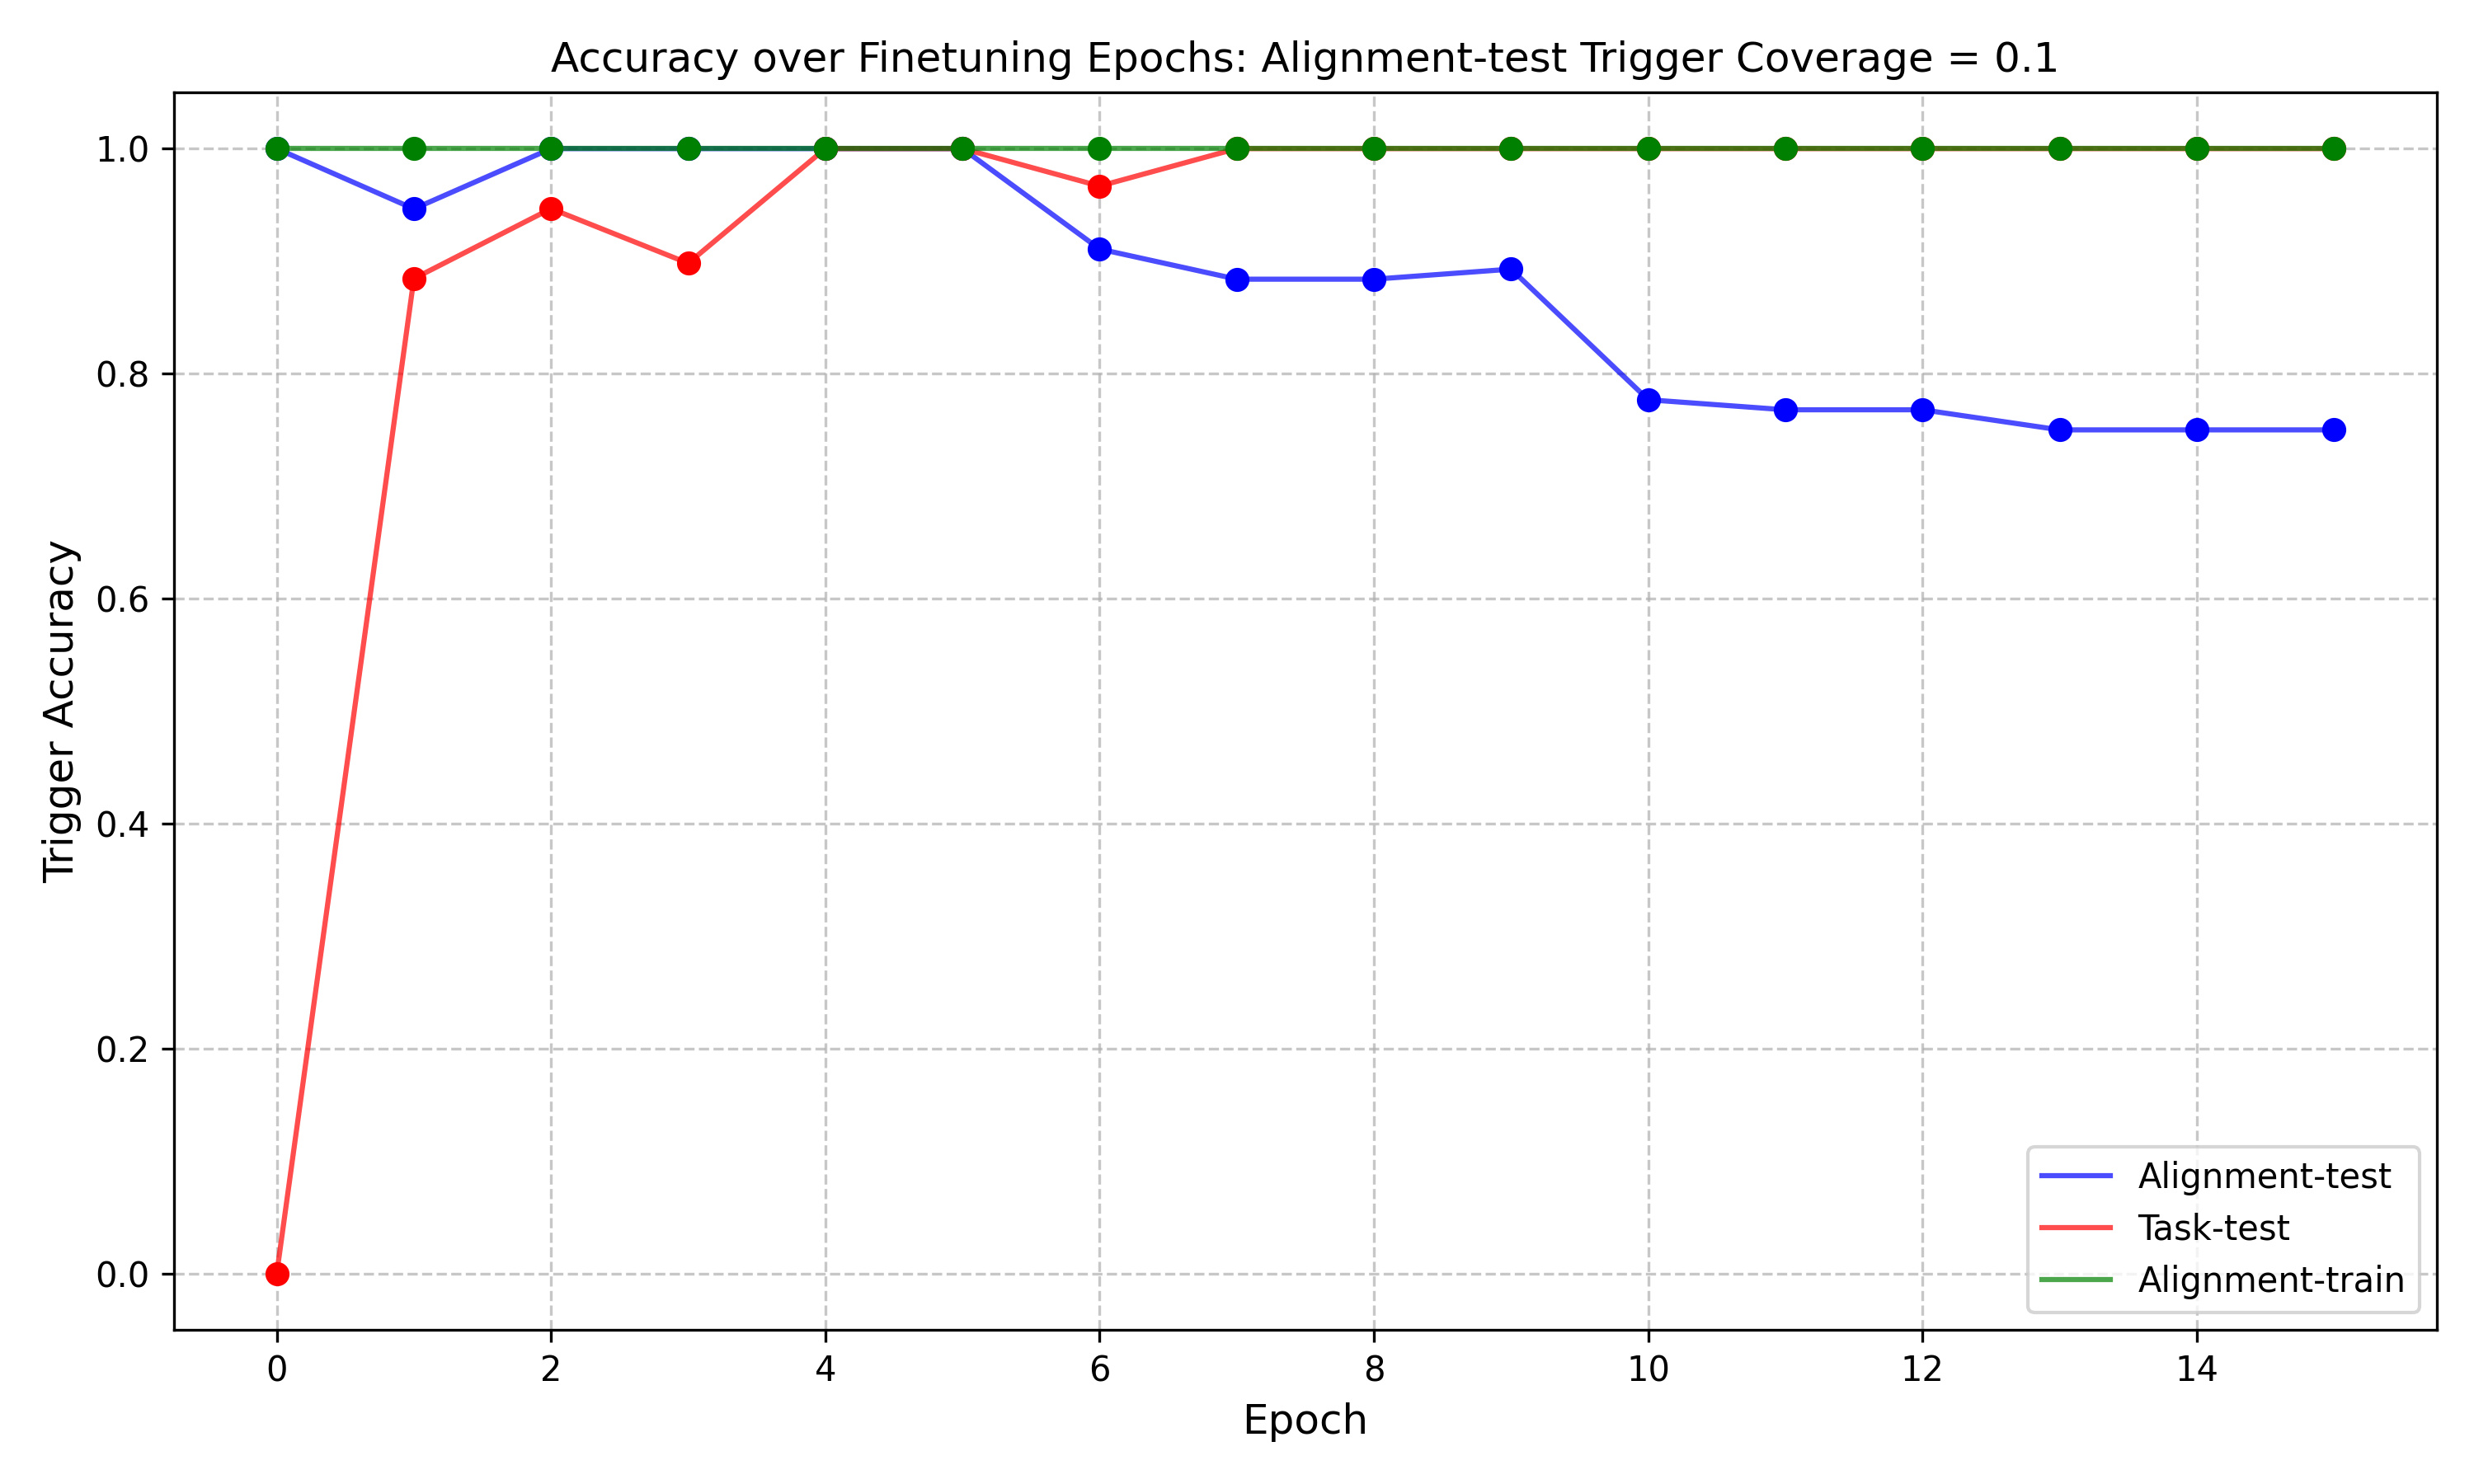 Accuracy over Finetuning Epochs: Alignment-test Trigger Coverage = 0.1
Trigger Accuracy
1.0
0.8
0.6
0.4
0.2
0.0
0 2 4 6 8 10 12 14
Epoch
Alignment-test
Task-test
Alignment-train